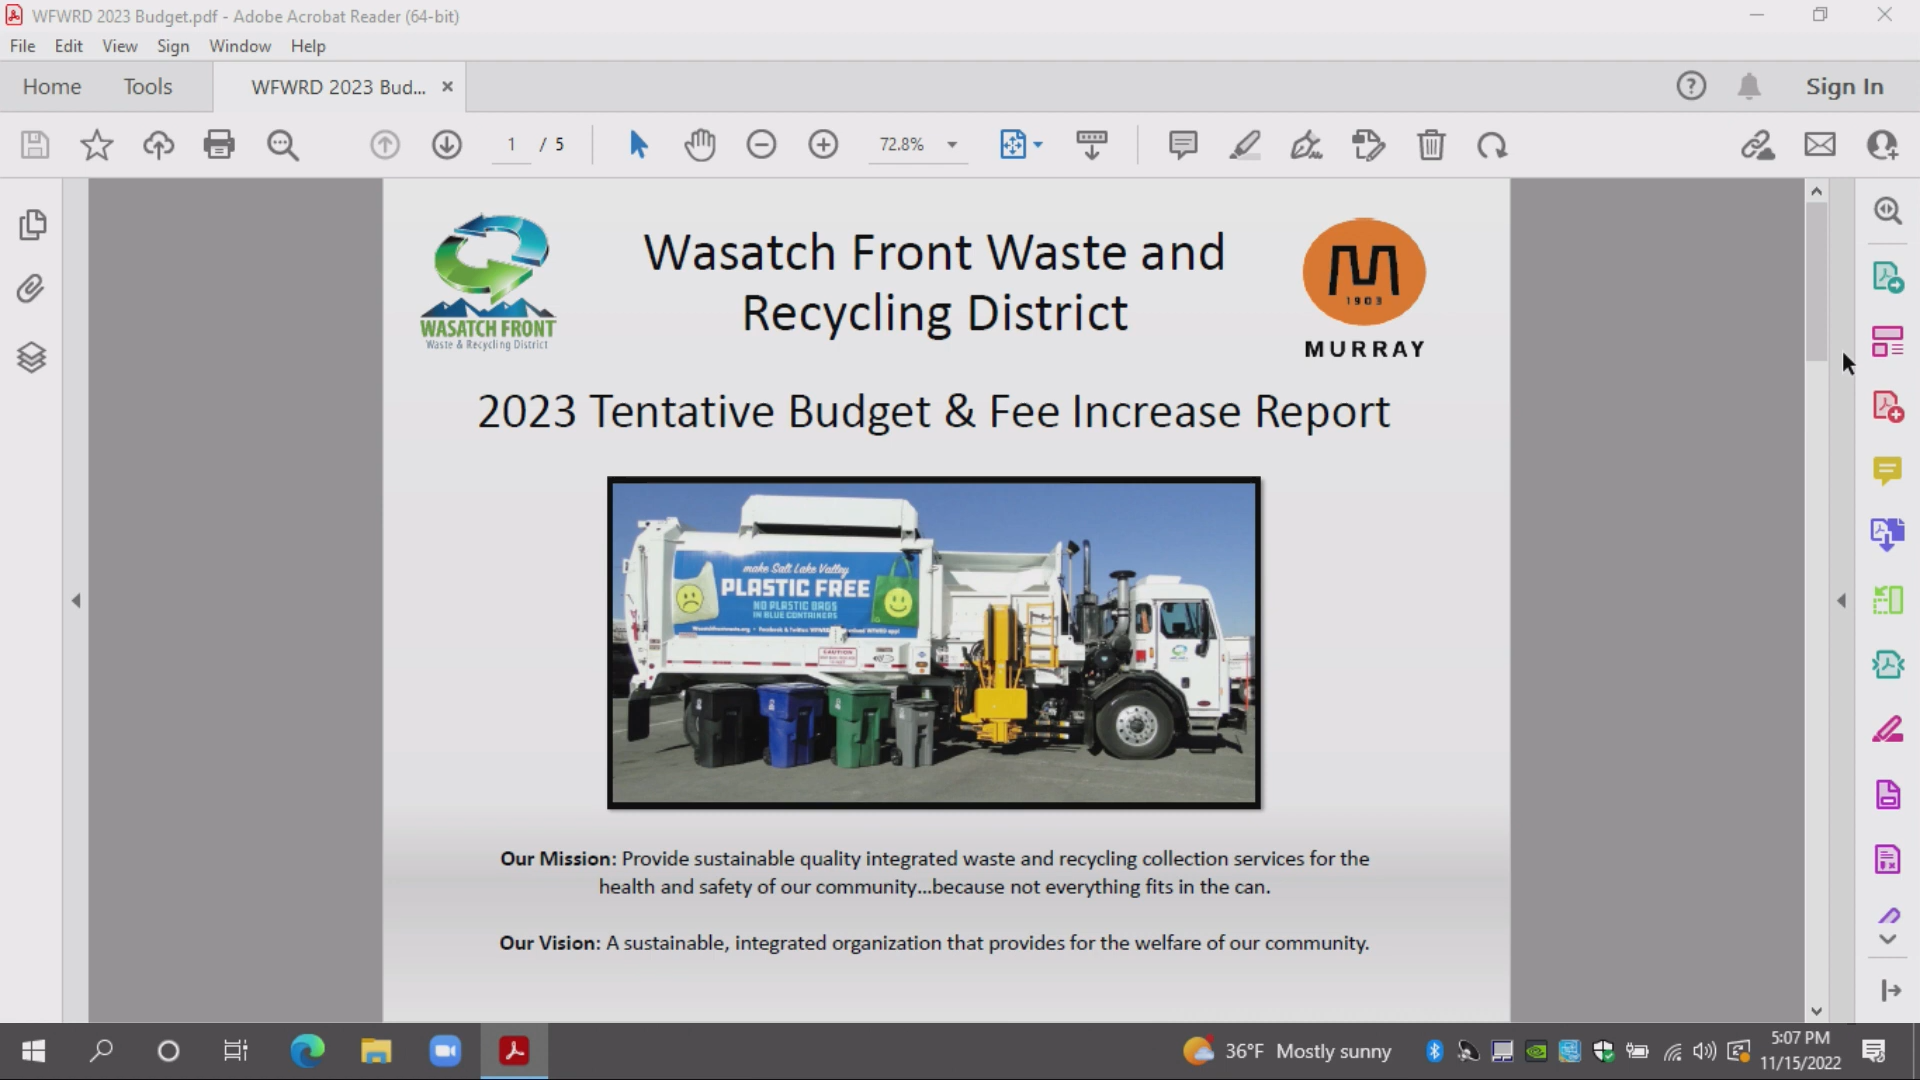 WFWRD 2023 Budget.pdf - Adobe Acrobat Reader (64-bit)
File Edit View Sign Window Help
Home Tools WFWRD 2023 Bud... × Sign In
1 / 5 72.8%
WASATCH FRONT
Waste & Recycling District
Wasatch Front Waste and
Recycling District
1903
MURRAY
2023 Tentative Budget & Fee Increase Report
make Salt Lake Valley
PLASTIC FREE
NO PLASTIC BAGS
IN BLUE CONTAINERS
CAUTION
Our Mission: Provide sustainable quality integrated waste and recycling collection services for the
health and safety of our community...because not everything fits in the can.
Our Vision: A sustainable, integrated organization that provides for the welfare of our community.
36°F Mostly sunny
5:07 PM
11/15/2022